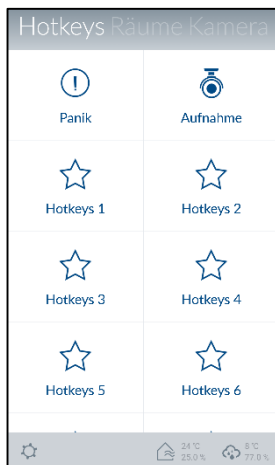 Hotkeys Räume Kamera
Panik Aufnahme
Hotkeys 1 Hotkeys 2
Hotkeys 3 Hotkeys 4
Hotkeys 5 Hotkeys 6
24 °C 8 °C
25.0 % 77.0 %